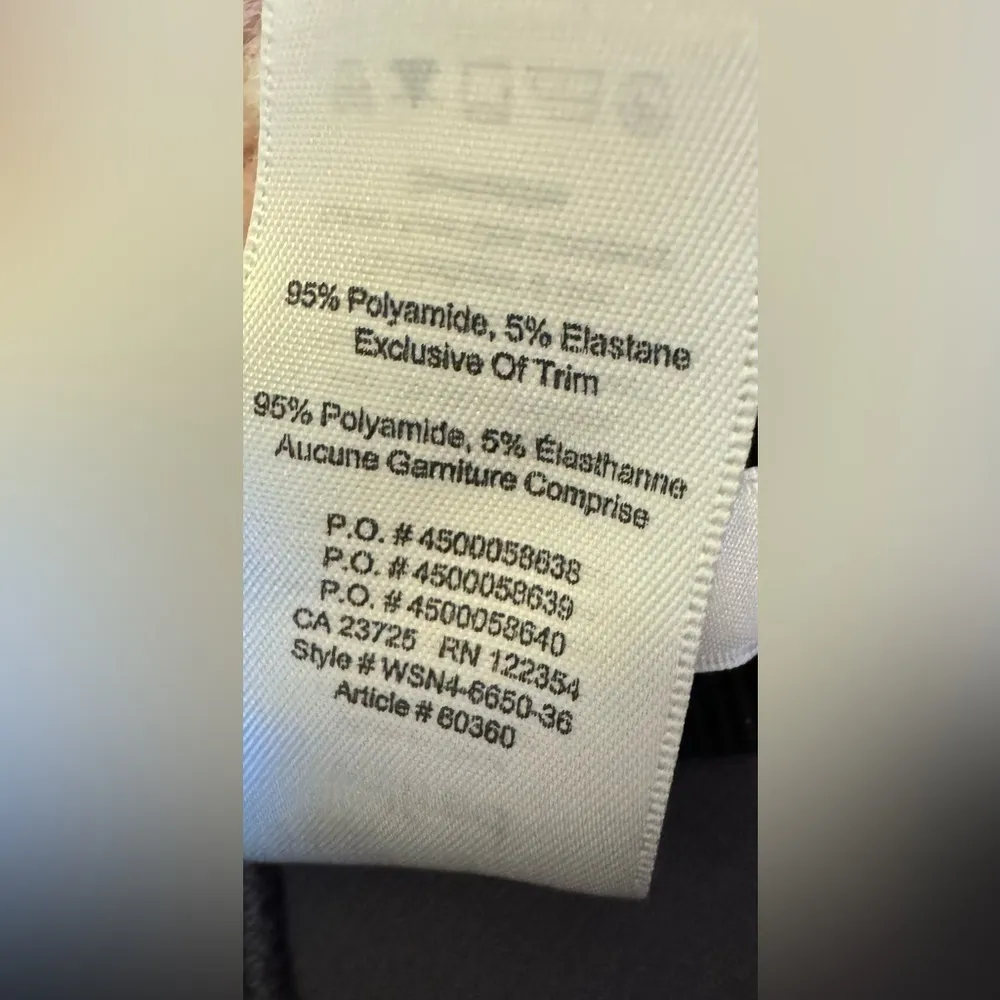 95% Polyamide, 5% Elastane
Exclusive Of Trim
95% Polyamide, 5% Élasthanne
Aucune Garniture Comprise
P.O. # 4500058638
P.O. # 4500058639
P.O. # 4500058640
CA 23725 RN 122354
Style # WSN4-6650-36
Article # 60360